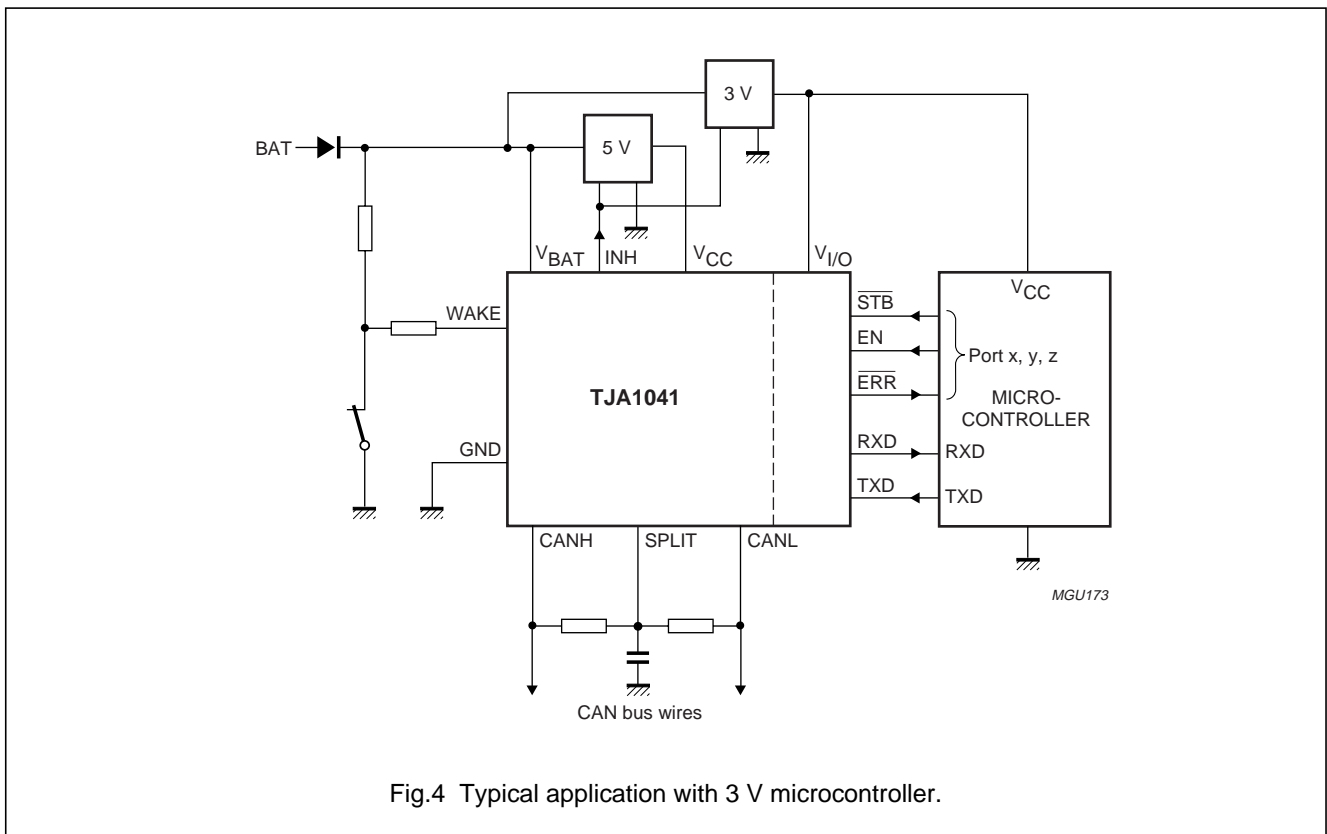 3 V
BAT
5 V
VBAT
INH
VCC
VI/O
VCC
WAKE
STB
EN
Port x, y, z
ERR
TJA1041
MICRO-
CONTROLLER
GND
RXD
RXD
TXD
TXD
CANH
SPLIT
CANL
MGU173
CAN bus wires
Fig.4 Typical application with 3 V microcontroller.